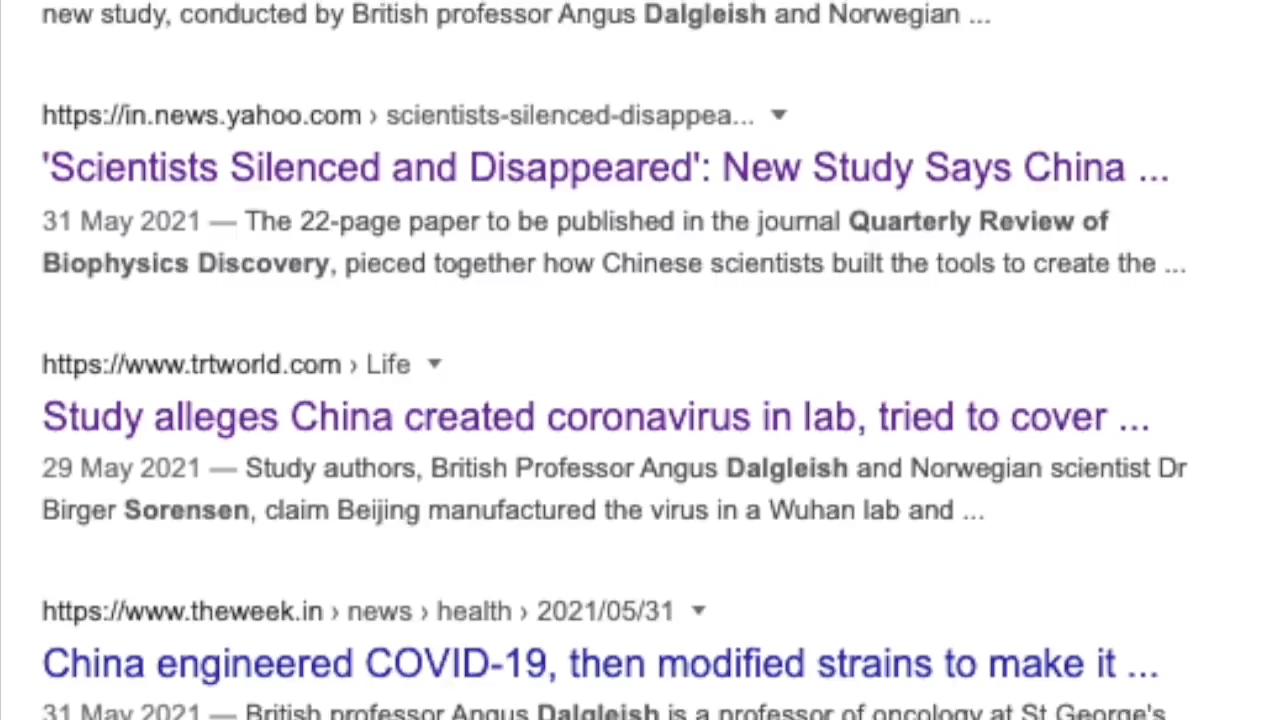 new study, conducted by British professor Angus Dalgleish and Norwegian ...
https://in.news.yahoo.com › scientists-silenced-disappea...
'Scientists Silenced and Disappeared': New Study Says China ...
31 May 2021 — The 22-page paper to be published in the journal Quarterly Review of
Biophysics Discovery, pieced together how Chinese scientists built the tools to create the ...
https://www.trtworld.com › Life
Study alleges China created coronavirus in lab, tried to cover ...
29 May 2021 — Study authors, British Professor Angus Dalgleish and Norwegian scientist Dr
Birger Sorensen, claim Beijing manufactured the virus in a Wuhan lab and ...
https://www.theweek.in › news › health › 2021/05/31
China engineered COVID-19, then modified strains to make it ...
31 May 2021 — British professor Angus Dalgleish is a professor of oncology at St George's